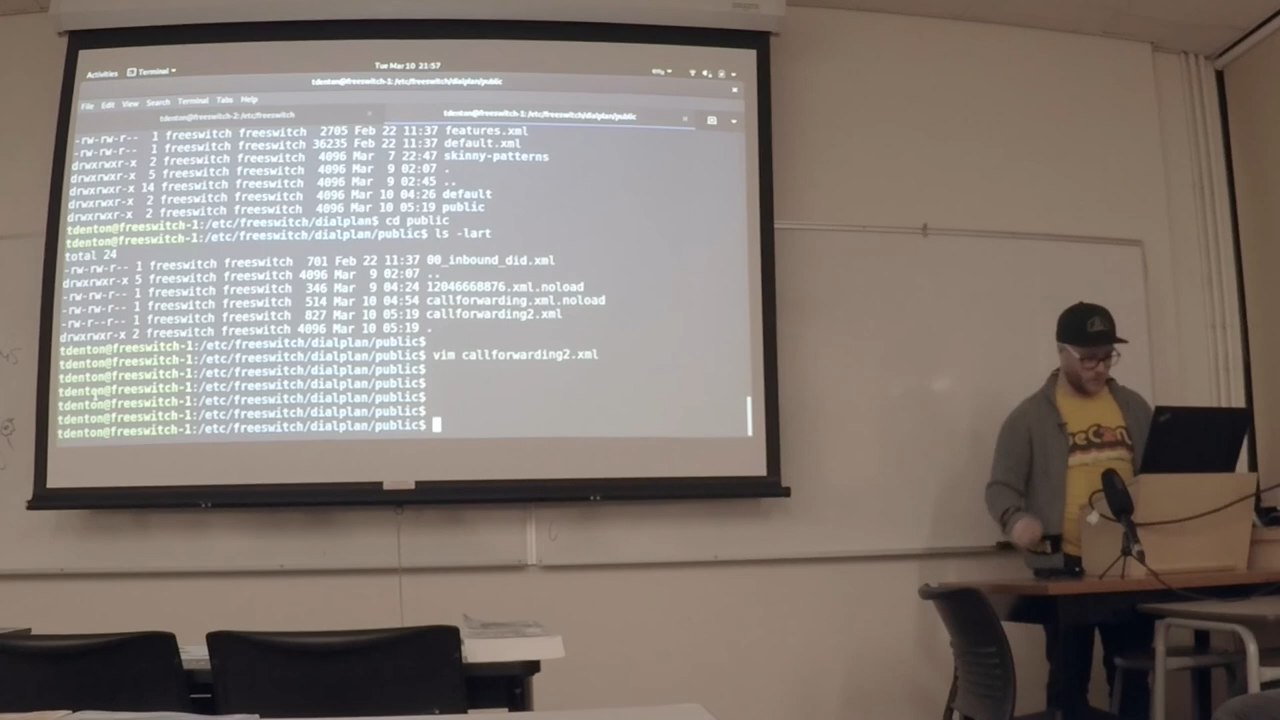 Activities Terminal Tue Mar 10 21:57
tdenton@freeswitch-1: /etc/freeswitch/dialplan/public
File Edit View Search Terminal Tabs Help
tdenton@freeswitch-2: /etc/freeswitch tdenton@freeswitch-1: /etc/freeswitch/dialplan/public
-rw-rw-r-- 1 freeswitch freeswitch 2705 Feb 22 11:37 features.xml
-rw-rw-r-- 1 freeswitch freeswitch 36235 Feb 22 11:37 default.xml
drwxrwxr-x 2 freeswitch freeswitch 4096 Mar 7 22:47 skinny-patterns
drwxrwxr-x 5 freeswitch freeswitch 4096 Mar 9 02:07 .
drwxrwxr-x 14 freeswitch freeswitch 4096 Mar 9 02:45 ..
drwxrwxr-x 2 freeswitch freeswitch 4096 Mar 10 04:26 default
drwxrwxr-x 2 freeswitch freeswitch 4096 Mar 10 05:19 public
tdenton@freeswitch-1:/etc/freeswitch/dialplan$ cd public
tdenton@freeswitch-1:/etc/freeswitch/dialplan/public$ ls -lart
total 24
-rw-rw-r-- 1 freeswitch freeswitch 701 Feb 22 11:37 00_inbound_did.xml
drwxrwxr-x 5 freeswitch freeswitch 4096 Mar 9 02:07 ..
-rw-rw-r-- 1 freeswitch freeswitch 346 Mar 9 04:24 12046668876.xml.noload
-rw-rw-r-- 1 freeswitch freeswitch 514 Mar 10 04:54 callforwarding.xml.noload
-rw-r--r-- 1 freeswitch freeswitch 827 Mar 10 05:19 callforwarding2.xml
drwxrwxr-x 2 freeswitch freeswitch 4096 Mar 10 05:19 .
tdenton@freeswitch-1:/etc/freeswitch/dialplan/public$
tdenton@freeswitch-1:/etc/freeswitch/dialplan/public$ vim callforwarding2.xml
tdenton@freeswitch-1:/etc/freeswitch/dialplan/public$
tdenton@freeswitch-1:/etc/freeswitch/dialplan/public$
tdenton@freeswitch-1:/etc/freeswitch/dialplan/public$
tdenton@freeswitch-1:/etc/freeswitch/dialplan/public$
tdenton@freeswitch-1:/etc/freeswitch/dialplan/public$